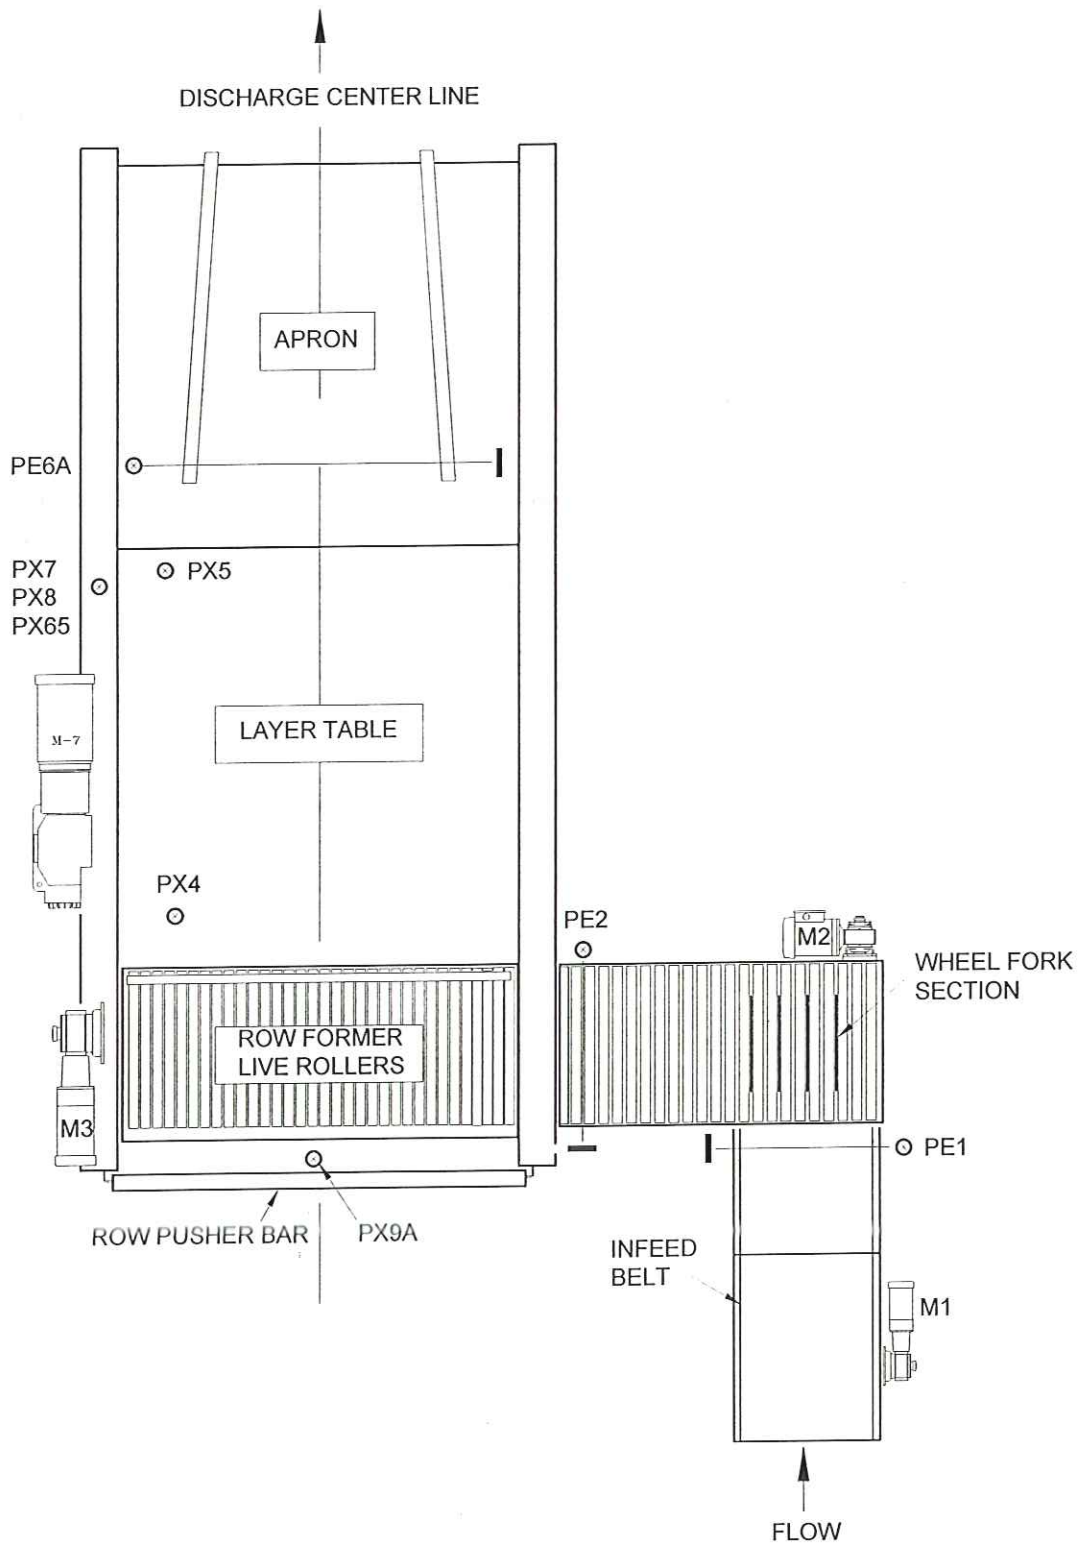 DISCHARGE CENTER LINE
APRON
PE6A
PX7
PX8
PX65
PX5
M-7
LAYER TABLE
PX4
PE2
M2
WHEEL FORK
SECTION
ROW FORMER
LIVE ROLLERS
M3
PE1
ROW PUSHER BAR
PX9A
INFEED
BELT
M1
FLOW